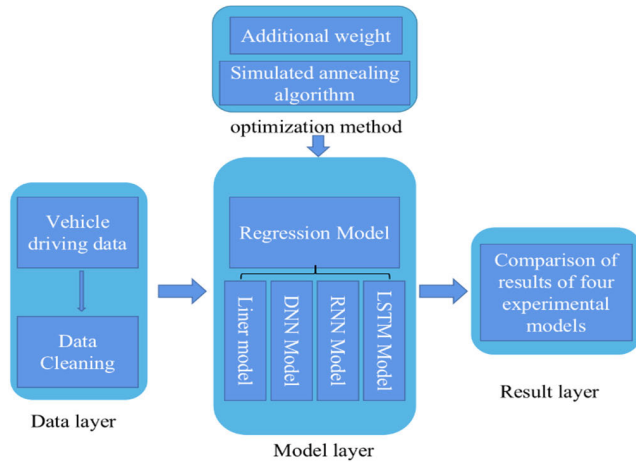 Additional weight
Simulated annealing
algorithm
optimization method
Vehicle
driving data
Data
Cleaning
Data layer
Regression Model
Liner model
DNN Model
RNN Model
LSTM Model
Model layer
Comparison of
results of four
experimental
models
Result layer